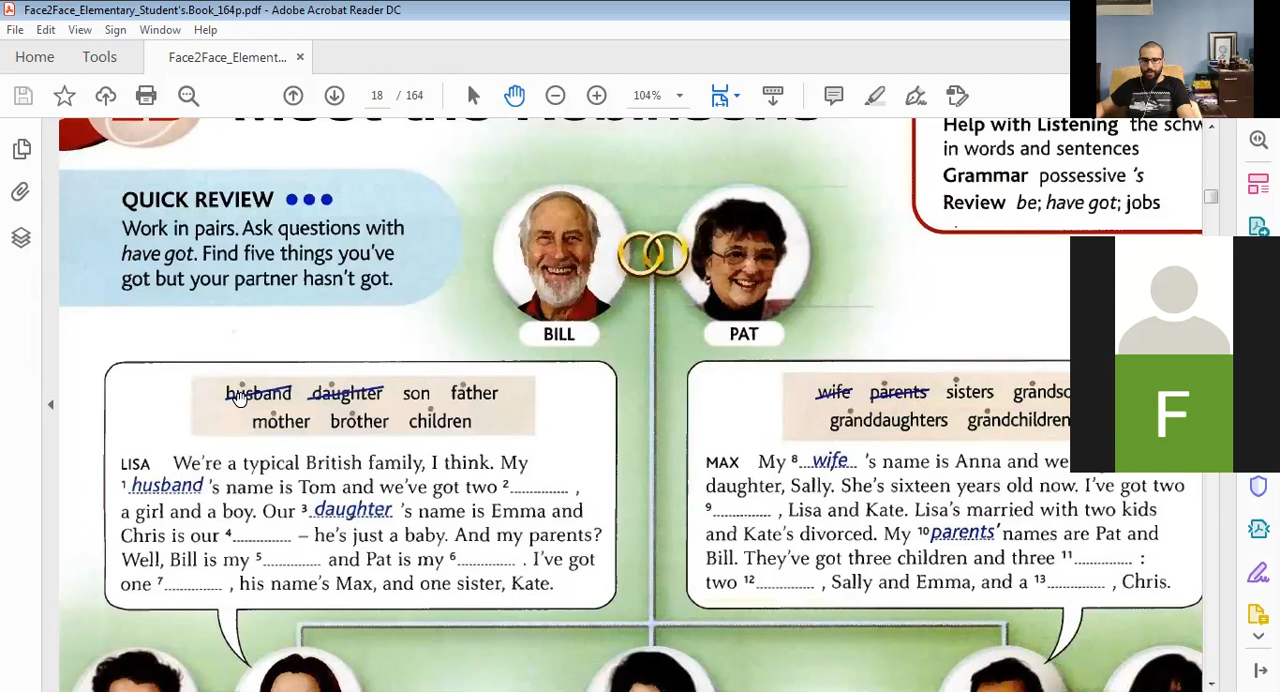 Face2Face_Elementary_Student's.Book_164p.pdf - Adobe Acrobat Reader DC
File Edit View Sign Window Help
Home Tools Face2Face_Element... ×
18 / 164 104%
QUICK REVIEW
Work in pairs. Ask questions with
have got. Find five things you've
got but your partner hasn't got.
Help with Listening the schw
in words and sentences
Grammar possessive 's
Review be; have got; jobs
BILL
PAT
husband daughter son father
mother brother children
LISA We're a typical British family, I think. My
1 husband 's name is Tom and we've got two 2 ............ ,
a girl and a boy. Our 3 daughter 's name is Emma and
Chris is our 4 ............ – he's just a baby. And my parents?
Well, Bill is my 5 ............ and Pat is my 6 ............ . I've got
one 7 ............ , his name's Max, and one sister, Kate.
wife parents sisters grandso
granddaughters grandchildren
MAX My 8 wife 's name is Anna and we
daughter, Sally. She's sixteen years old now. I've got two
9 ............ , Lisa and Kate. Lisa's married with two kids
and Kate's divorced. My 10 parents' names are Pat and
Bill. They've got three children and three 11 ............ :
two 12 ............ , Sally and Emma, and a 13 ............ , Chris.
F